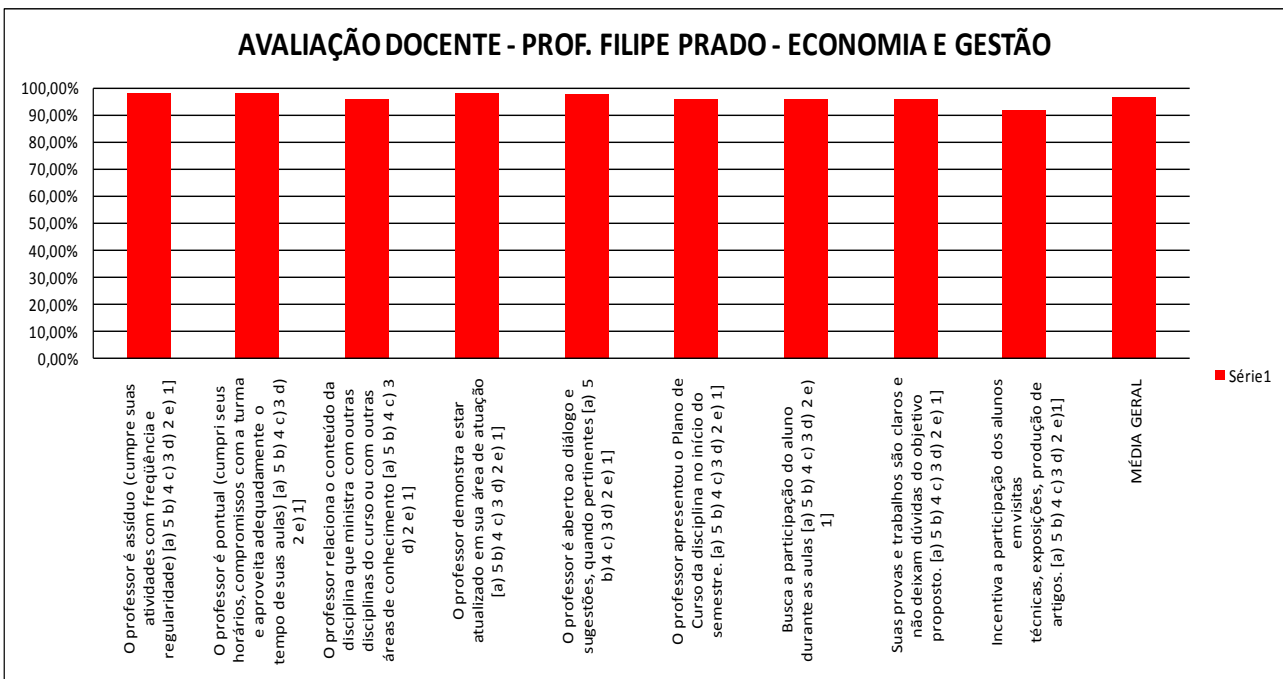 AVALIAÇÃO DOCENTE - PROF. FILIPE PRADO - ECONOMIA E GESTÃO
100,00%
90,00%
80,00%
70,00%
60,00%
50,00%
40,00%
30,00%
20,00%
10,00%
0,00%
O professor é assíduo (cumpre suas
atividades com freqüência e
regularidade) [a) 5 b) 4 c) 3 d) 2 e) 1]
O professor é pontual (cumpri seus
horários, compromissos com a turma
e aproveita adequadamente o
tempo de suas aulas) [a) 5 b) 4 c) 3 d)
2 e) 1]
O professor relaciona o conteúdo da
disciplina que ministra com outras
disciplinas do curso ou com outras
áreas de conhecimento [a) 5 b) 4 c) 3
d) 2 e) 1]
O professor demonstra estar
atualizado em sua área de atuação
[a) 5 b) 4 c) 3 d) 2 e) 1]
O professor é aberto ao diálogo e
sugestões, quando pertinentes [a) 5
b) 4 c) 3 d) 2 e) 1]
O professor apresentou o Plano de
Curso da disciplina no início do
semestre. [a) 5 b) 4 c) 3 d) 2 e) 1]
Busca a participação do aluno
durante as aulas [a) 5 b) 4 c) 3 d) 2 e)
1]
Suas provas e trabalhos são claros e
não deixam dúvidas do objetivo
proposto. [a) 5 b) 4 c) 3 d) 2 e) 1]
Incentiva a participação dos alunos
em visitas
técnicas, exposições, produção de
artigos. [a) 5 b) 4 c) 3 d) 2 e)1]
MÉDIA GERAL
Série1